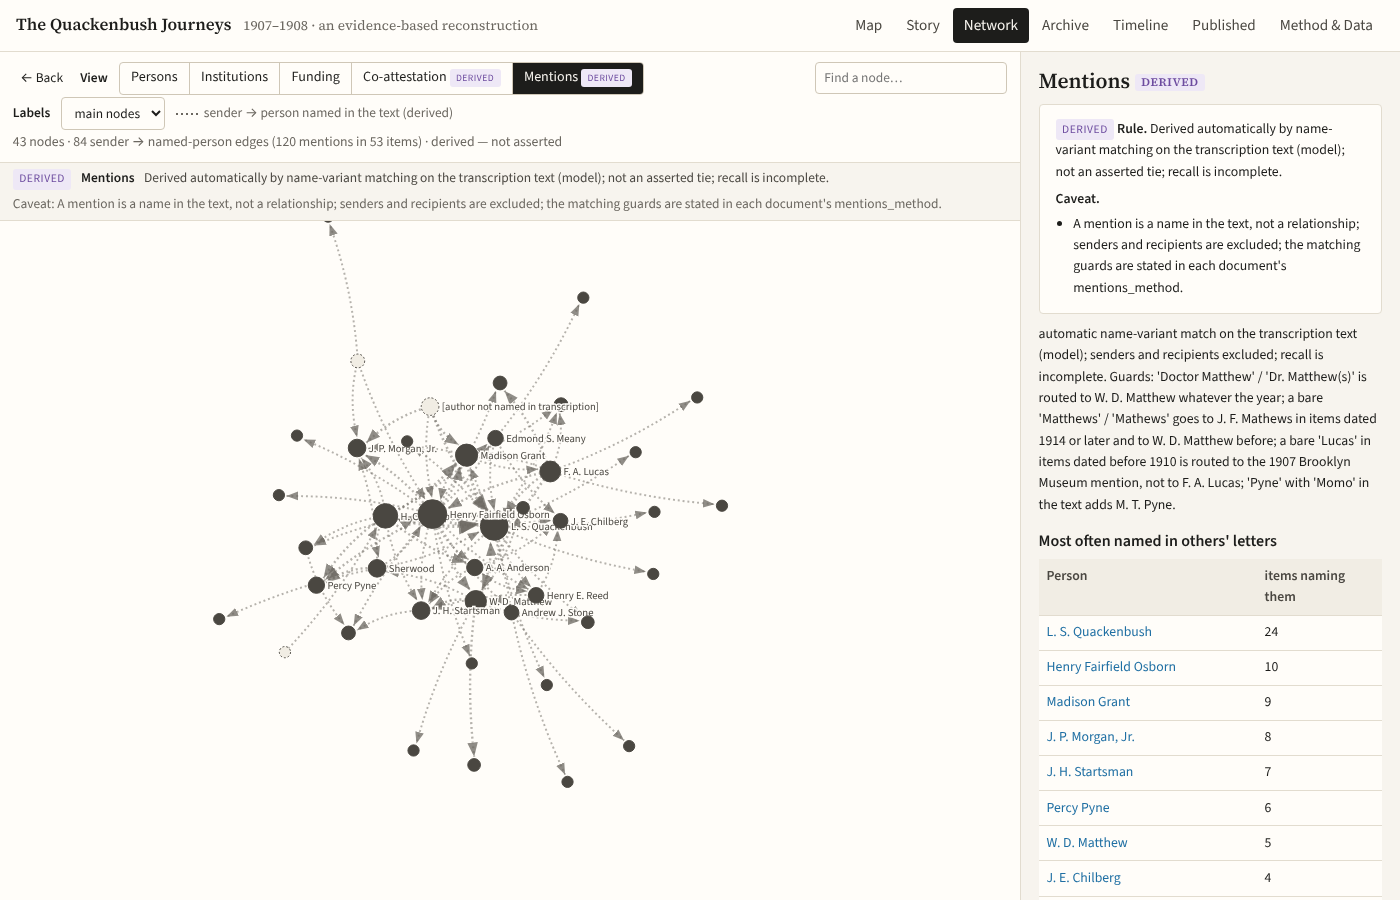 The Quackenbush Journeys 1907–1908 · an evidence-based reconstruction
Map Story Network Archive Timeline Published Method & Data
← Back View Persons Institutions Funding Co-attestation DERIVED Mentions DERIVED Find a node…
Labels main nodes sender → person named in the text (derived)
43 nodes · 84 sender → named-person edges (120 mentions in 53 items) · derived — not asserted
DERIVED Mentions Derived automatically by name-variant matching on the transcription text (model); not an asserted tie; recall is incomplete.
Caveat: A mention is a name in the text, not a relationship; senders and recipients are excluded; the matching guards are stated in each document's mentions_method.
[author not named in transcription]
Edmond S. Meany
J. P. Morgan, Jr.
Madison Grant
F. A. Lucas
Henry Fairfield Osborn
J. E. Chilberg
L. S. Quackenbush
Sherwood
A. A. Anderson
Percy Pyne
Henry E. Reed
W. D. Matthew
J. H. Startsman
Andrew J. Stone
Mentions DERIVED
DERIVED Rule. Derived automatically by name-
variant matching on the transcription text (model);
not an asserted tie; recall is incomplete.
Caveat.
• A mention is a name in the text, not a relationship;
senders and recipients are excluded; the matching
guards are stated in each document's
mentions_method.
automatic name-variant match on the transcription text
(model); senders and recipients excluded; recall is
incomplete. Guards: 'Doctor Matthew' / 'Dr. Matthew(s)' is
routed to W. D. Matthew whatever the year; a bare
'Matthews' / 'Mathews' goes to J. F. Mathews in items dated
1914 or later and to W. D. Matthew before; a bare 'Lucas' in
items dated before 1910 is routed to the 1907 Brooklyn
Museum mention, not to F. A. Lucas; 'Pyne' with 'Momo' in
the text adds M. T. Pyne.
Most often named in others' letters
Person items naming
them
L. S. Quackenbush 24
Henry Fairfield Osborn 10
Madison Grant 9
J. P. Morgan, Jr. 8
J. H. Startsman 7
Percy Pyne 6
W. D. Matthew 5
J. E. Chilberg 4